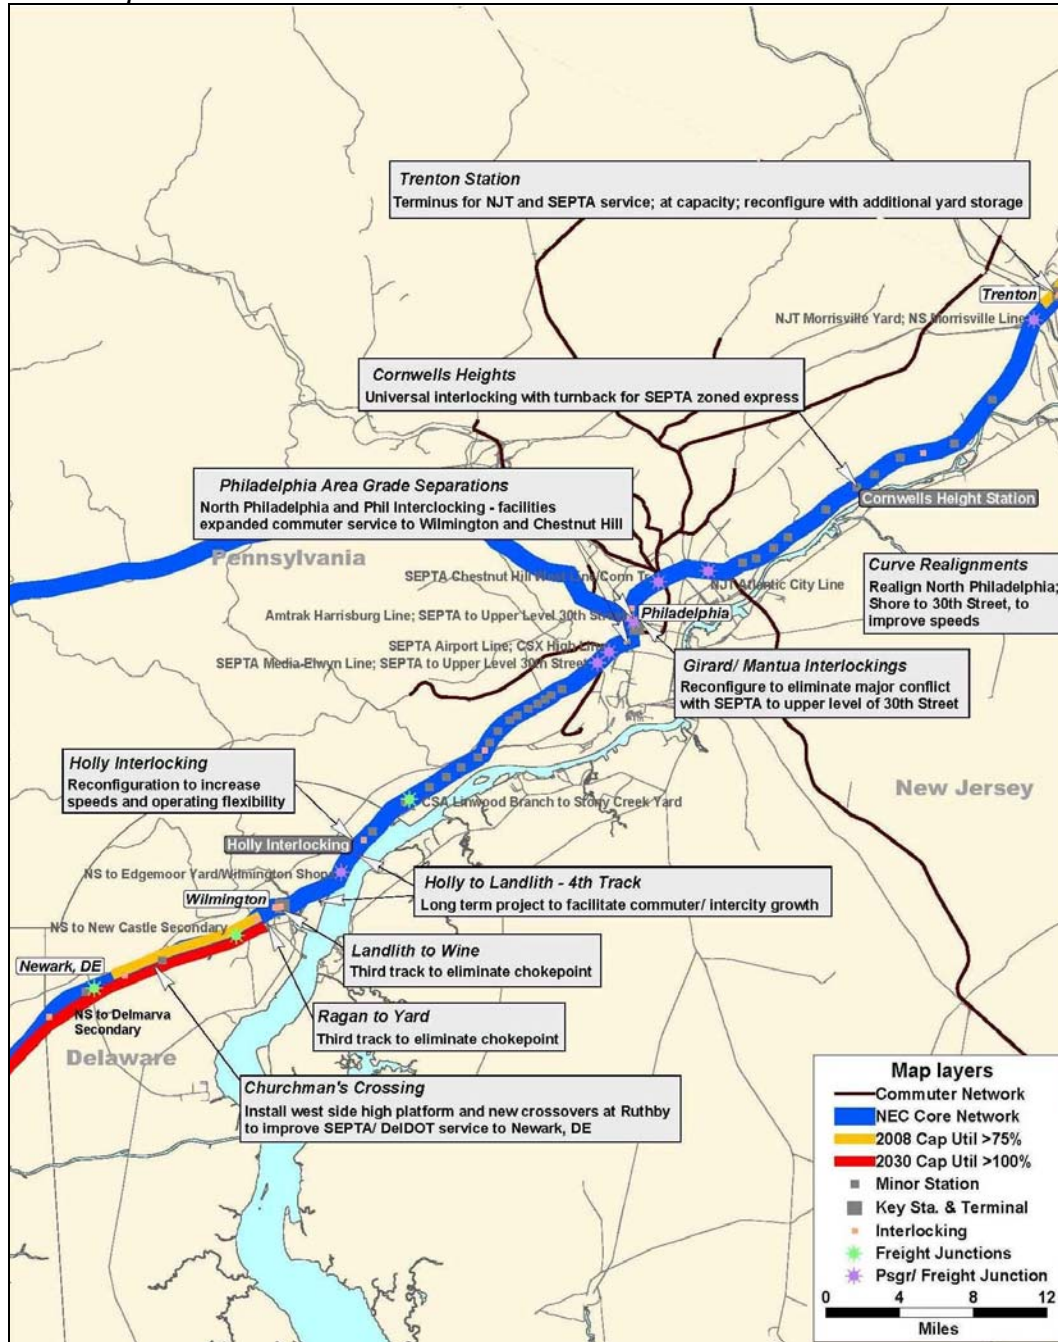 Trenton Station
Terminus for NJT and SEPTA service; at capacity; reconfigure with additional yard storage
Trenton
NJT Morrisville Yard; NS Morrisville Line
Cornwells Heights
Universal interlocking with turnback for SEPTA zoned express
Philadelphia Area Grade Separations
North Philadelphia and Phil Interclocking - facilities
expanded commuter service to Wilmington and Chestnut Hill
Cornwells Height Station
Pennsylvania
Curve Realignments
Realign North Philadelphia;
Shore to 30th Street, to
improve speeds
SEPTA Chestnut Hill West Line/Conn Tr
NJT Atlantic City Line
Amtrak Harrisburg Line; SEPTA to Upper Level 30th Street
Philadelphia
SEPTA Airport Line; CSX High Line
SEPTA Media-Elwyn Line; SEPTA to Upper Level 30th Street
Girard/ Mantua Interlockings
Reconfigure to eliminate major conflict
with SEPTA to upper level of 30th Street
Holly Interlocking
Reconfiguration to increase
speeds and operating flexibility
New Jersey
CSA Linwood Branch to Stony Creek Yard
Holly Interlocking
NS to Edgemoor Yard/Wilmington Shop
Holly to Landlith - 4th Track
Long term project to facilitate commuter/ intercity growth
Wilmington
NS to New Castle Secondary
Landlith to Wine
Third track to eliminate chokepoint
Newark, DE
NS to Delmarva
Secondary
Ragan to Yard
Third track to eliminate chokepoint
Delaware
Churchman's Crossing
Install west side high platform and new crossovers at Ruthby
to improve SEPTA/ DelDOT service to Newark, DE
Map layers
Commuter Network
NEC Core Network
2008 Cap Util >75%
2030 Cap Util >100%
Minor Station
Key Sta. & Terminal
Interlocking
Freight Junctions
Psgr/ Freight Junction
0 4 8 12
Miles